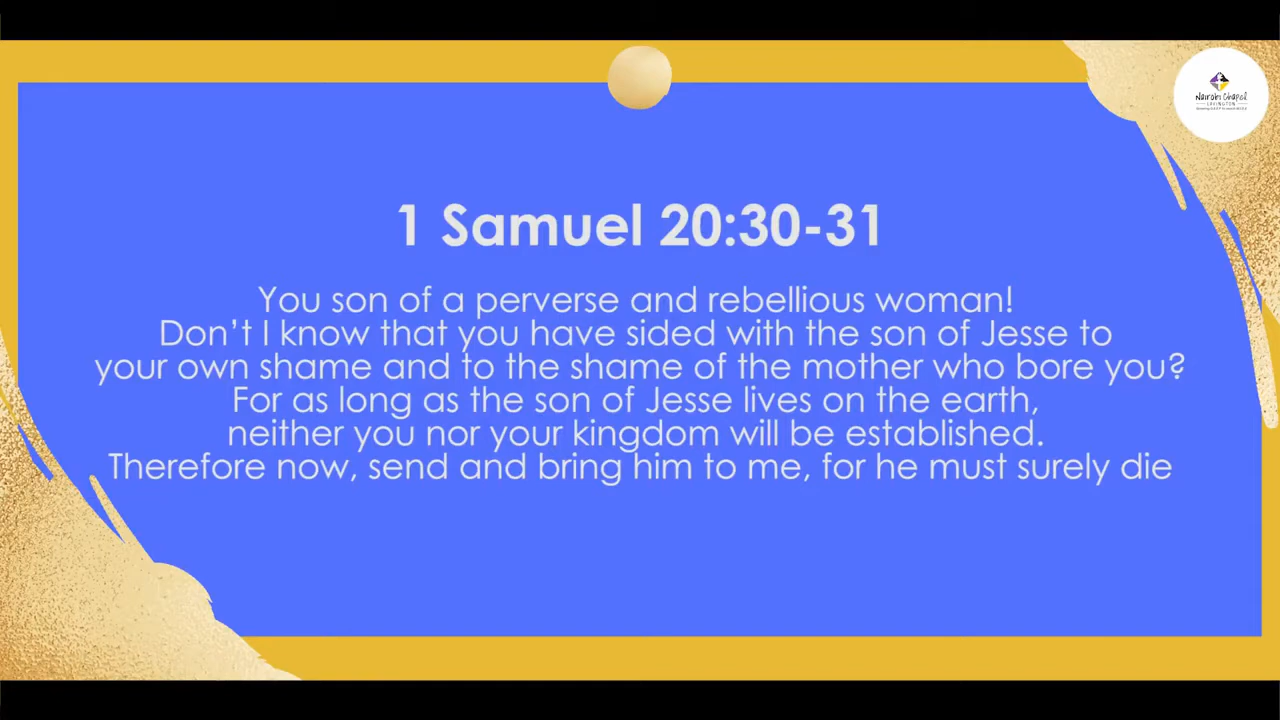 Nairobi Chapel
LAVINGTON
1 Samuel 20:30-31
You son of a perverse and rebellious woman!
Don’t I know that you have sided with the son of Jesse to
your own shame and to the shame of the mother who bore you?
For as long as the son of Jesse lives on the earth,
neither you nor your kingdom will be established.
Therefore now, send and bring him to me, for he must surely die